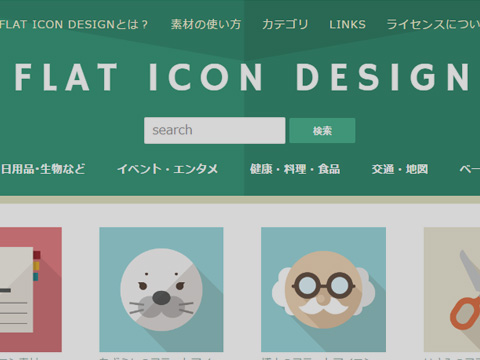 FLAT ICON DESIGNとは？ 素材の使い方 カテゴリ LINKS ライセンスについ
FLAT ICON DESIGN
search 検索
日用品・生物など イベント・エンタメ 健康・料理・食品 交通・地図 ベー